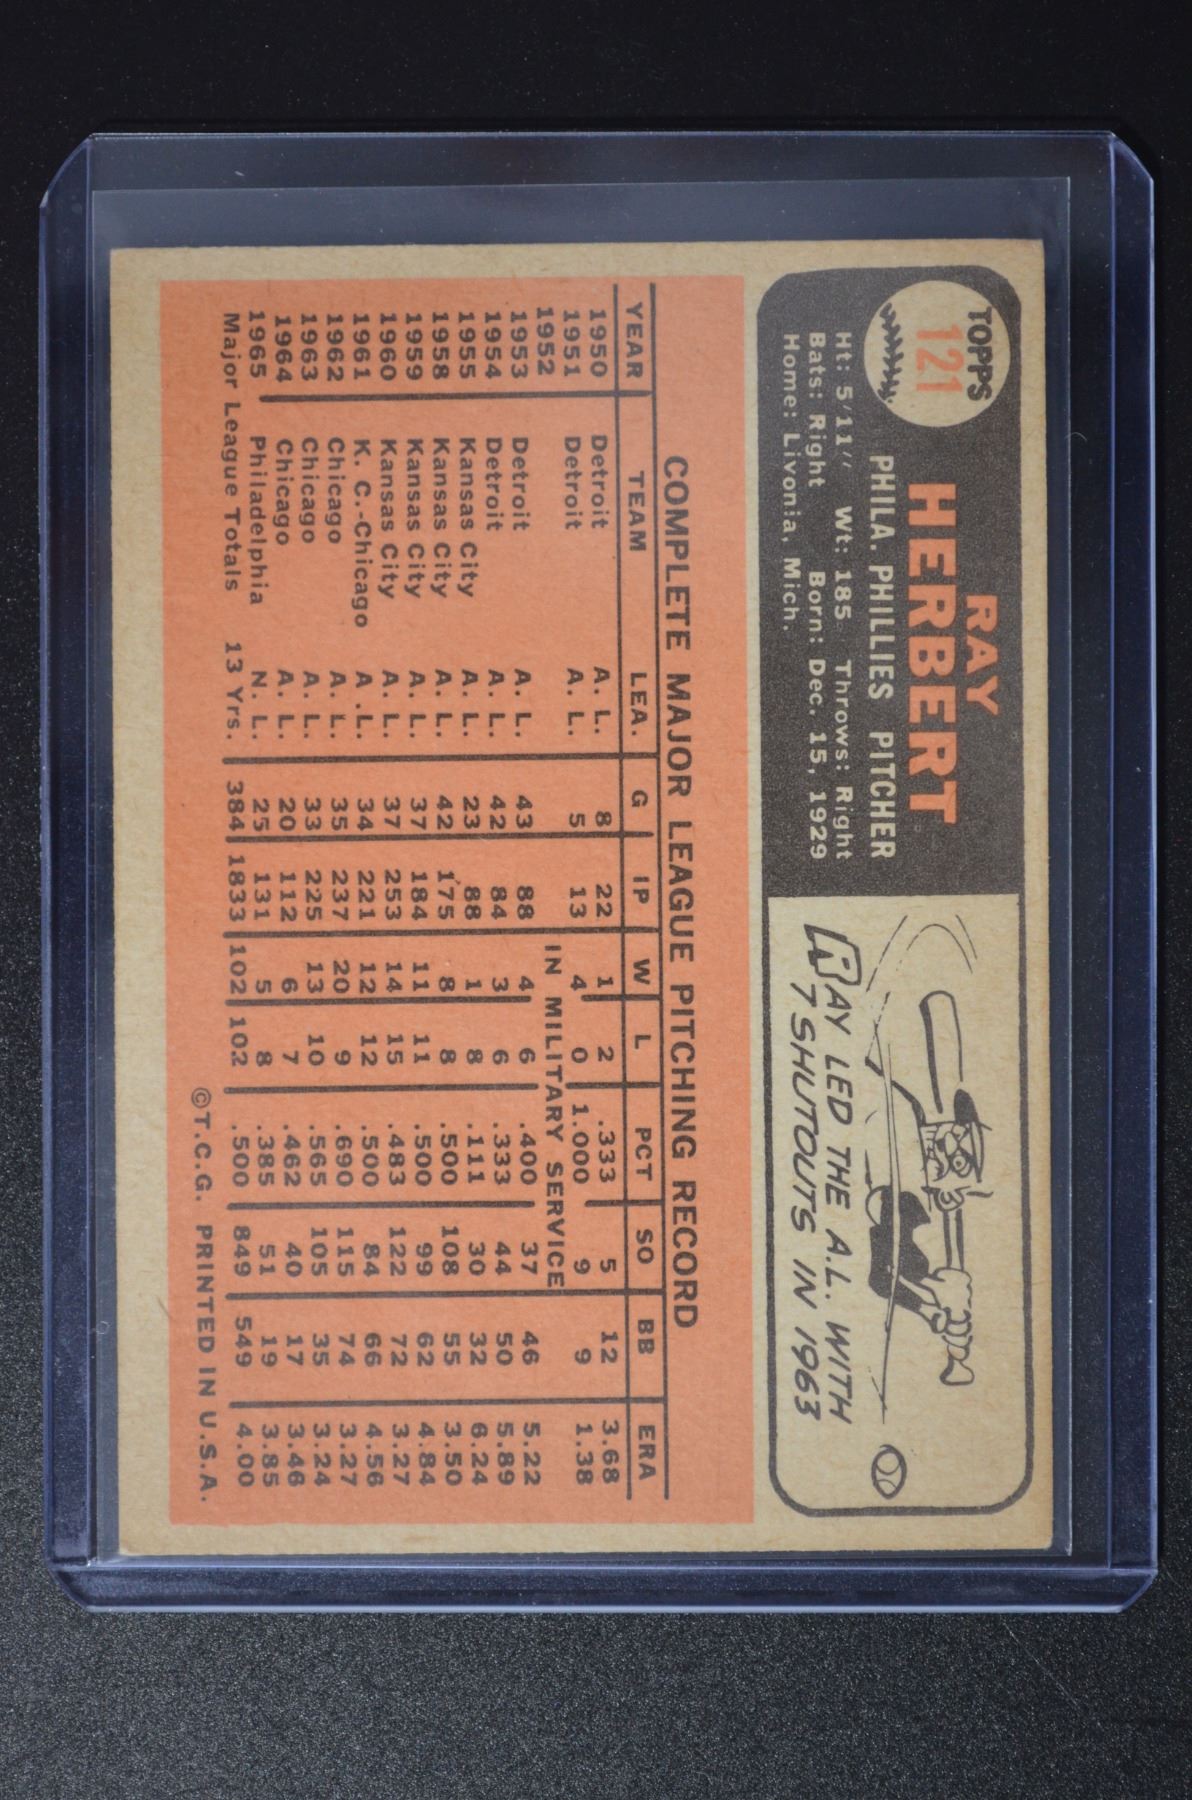 TOPPS
121
RAY
HERBERT
PHILA. PHILLIES PITCHER
Ht: 5'11'' Wt: 185 Throws: Right
Bats: Right Born: Dec. 15, 1929
Home: Livonia, Mich.
RAY LED THE A.L. WITH
7 SHUTOUTS IN 1963
COMPLETE MAJOR LEAGUE PITCHING RECORD
YEAR TEAM LEA. G IP W L PCT SO BB ERA
1950 Detroit A. L. 8 22 1 2 .333 5 12 3.68
1951 Detroit A. L. 5 13 4 0 1.000 9 9 1.38
1952 IN MILITARY SERVICE
1953 Detroit A. L. 43 88 4 6 .400 37 46 5.22
1954 Detroit A. L. 42 84 3 6 .333 44 50 5.89
1955 Kansas City A. L. 23 88 1 8 .111 30 32 6.24
1958 Kansas City A. L. 42 175 8 8 .500 108 55 3.50
1959 Kansas City A. L. 37 184 11 11 .500 99 62 4.84
1960 Kansas City A. L. 37 253 14 15 .483 122 72 3.27
1961 K. C.-Chicago A .L. 34 221 12 12 .500 84 66 4.56
1962 Chicago A. L. 35 237 20 9 .690 115 74 3.27
1963 Chicago A. L. 33 225 13 10 .565 105 35 3.24
1964 Chicago A. L. 20 112 6 7 .462 40 17 3.46
1965 Philadelphia N. L. 25 131 5 8 .385 51 19 3.85
Major League Totals 13 Yrs. 384 1833 102 102 .500 849 549 4.00
©T.C.G. PRINTED IN U.S.A.